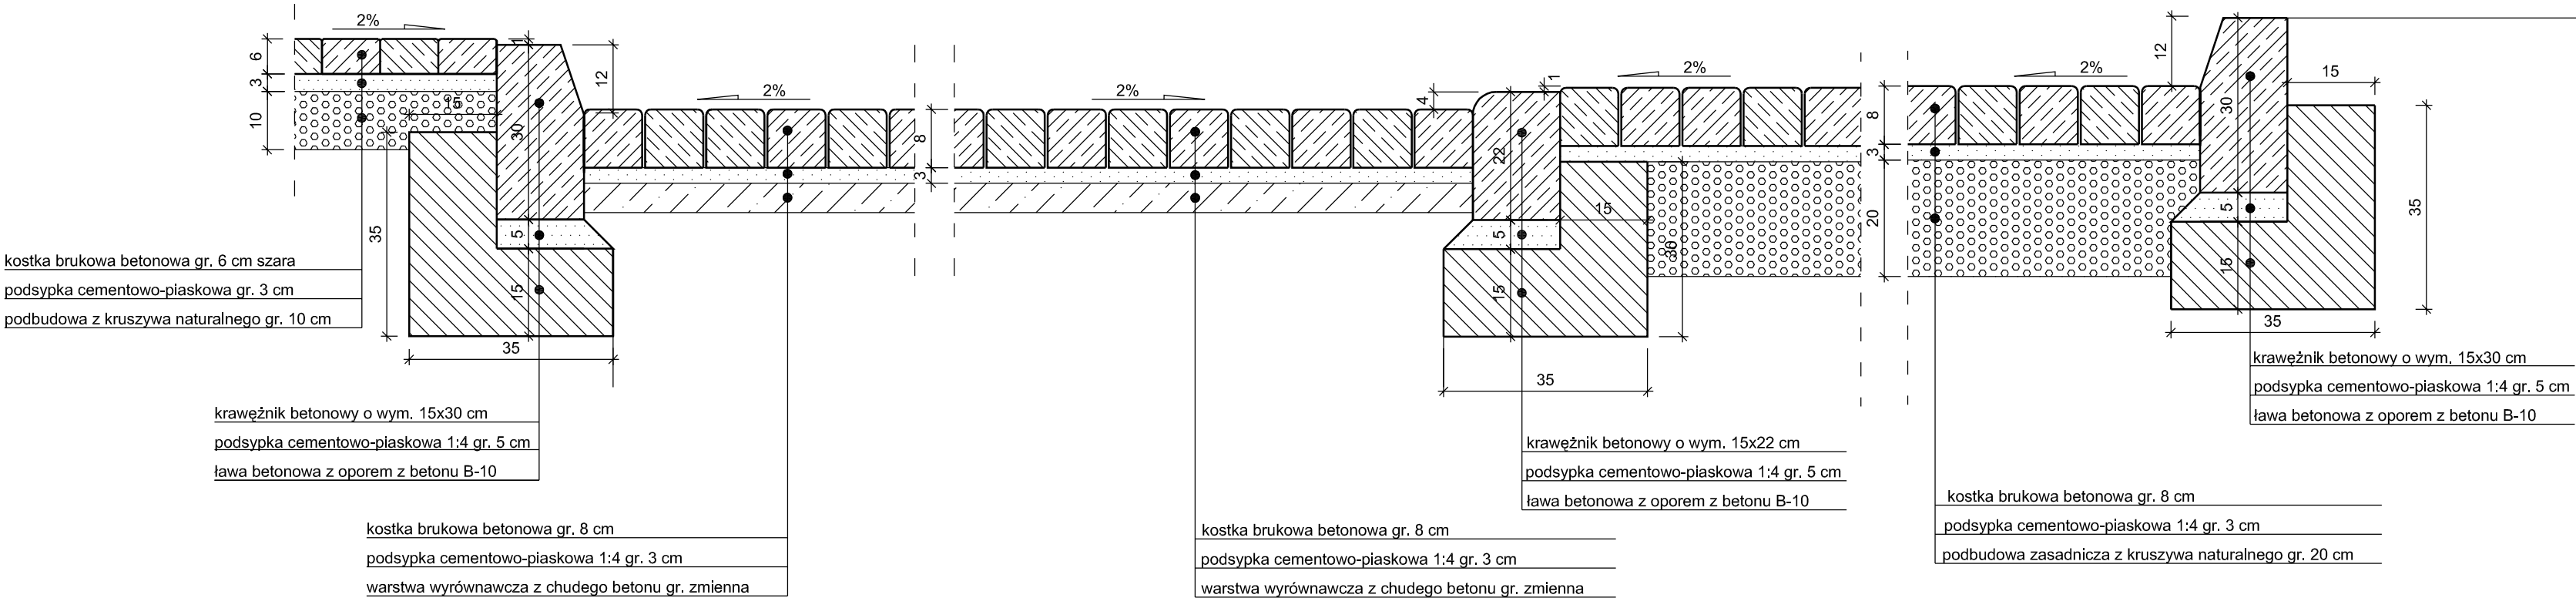 2%
6
3
10
15
1
30
12
5
15
35
35
2%
8
3
2%
4
1
22
5
15
15
30
35
2%
8
3
20
2%
12
30
15
5
15
35
35
kostka brukowa betonowa gr. 6 cm szara
podsypka cementowo-piaskowa gr. 3 cm
podbudowa z kruszywa naturalnego gr. 10 cm
krawężnik betonowy o wym. 15x30 cm
podsypka cementowo-piaskowa 1:4 gr. 5 cm
ława betonowa z oporem z betonu B-10
kostka brukowa betonowa gr. 8 cm
podsypka cementowo-piaskowa 1:4 gr. 3 cm
warstwa wyrównawcza z chudego betonu gr. zmienna
kostka brukowa betonowa gr. 8 cm
podsypka cementowo-piaskowa 1:4 gr. 3 cm
warstwa wyrównawcza z chudego betonu gr. zmienna
krawężnik betonowy o wym. 15x22 cm
podsypka cementowo-piaskowa 1:4 gr. 5 cm
ława betonowa z oporem z betonu B-10
kostka brukowa betonowa gr. 8 cm
podsypka cementowo-piaskowa 1:4 gr. 3 cm
podbudowa zasadnicza z kruszywa naturalnego gr. 20 cm
krawężnik betonowy o wym. 15x30 cm
podsypka cementowo-piaskowa 1:4 gr. 5 cm
ława betonowa z oporem z betonu B-10